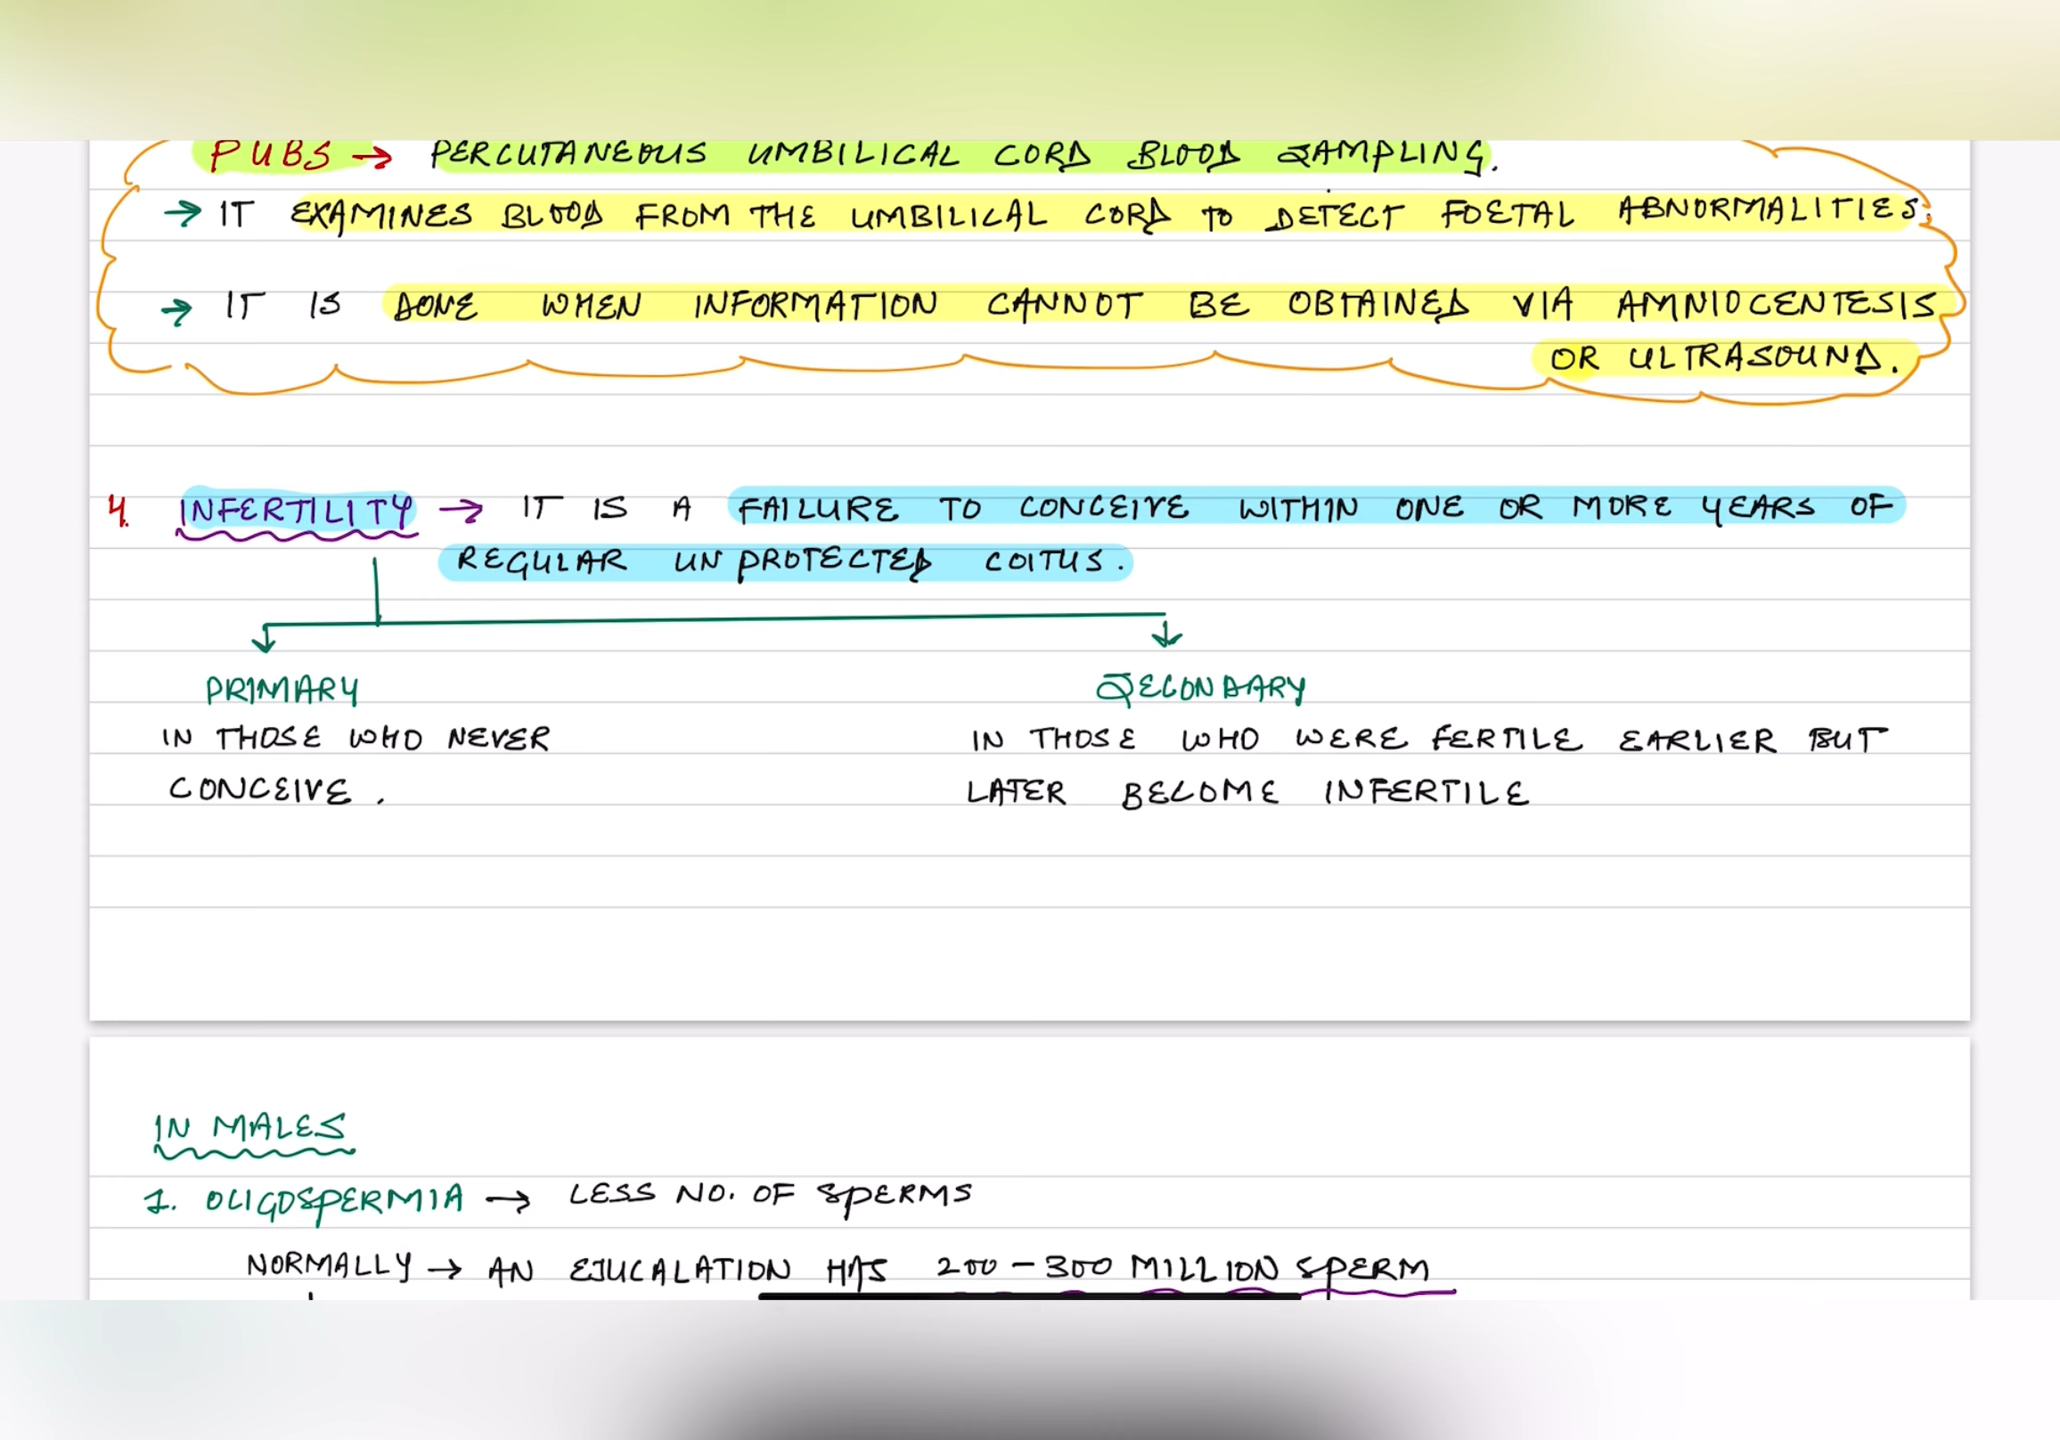 PUBS → PERCUTANEOUS UMBILICAL CORD BLOOD SAMPLING.
→ IT EXAMINES BLOOD FROM THE UMBILICAL CORD TO DETECT FOETAL ABNORMALITIES.
→ IT IS DONE WHEN INFORMATION CANNOT BE OBTAINED VIA AMNIOCENTESIS
OR ULTRASOUND.
4. INFERTILITY → IT IS A FAILURE TO CONCEIVE WITHIN ONE OR MORE YEARS OF
REGULAR UNPROTECTED COITUS.
PRIMARY
IN THOSE WHO NEVER
CONCEIVE.
SECONDARY
IN THOSE WHO WERE FERTILE EARLIER BUT
LATER BECOME INFERTILE
IN MALES
1. OLIGOSPERMIA → LESS NO. OF SPERMS
NORMALLY → AN EJUCALATION HAS 200 - 300 MILLION SPERM